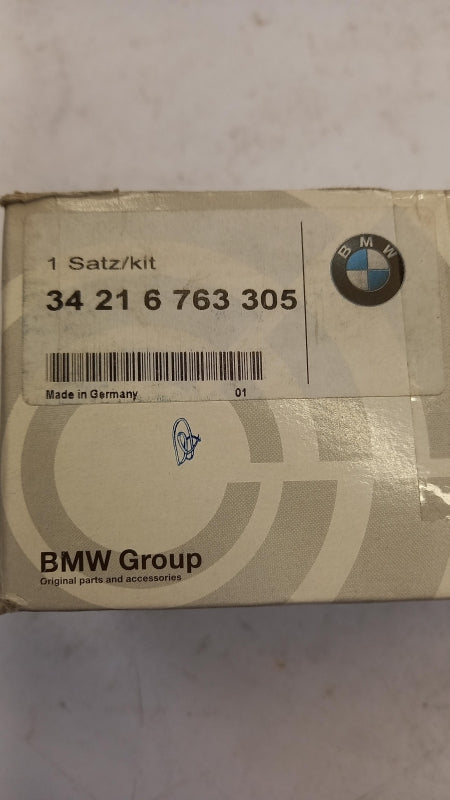 1 Satz/kit
34 21 6 763 305
BMW
Made in Germany 01
BMW Group
Original parts and accessories